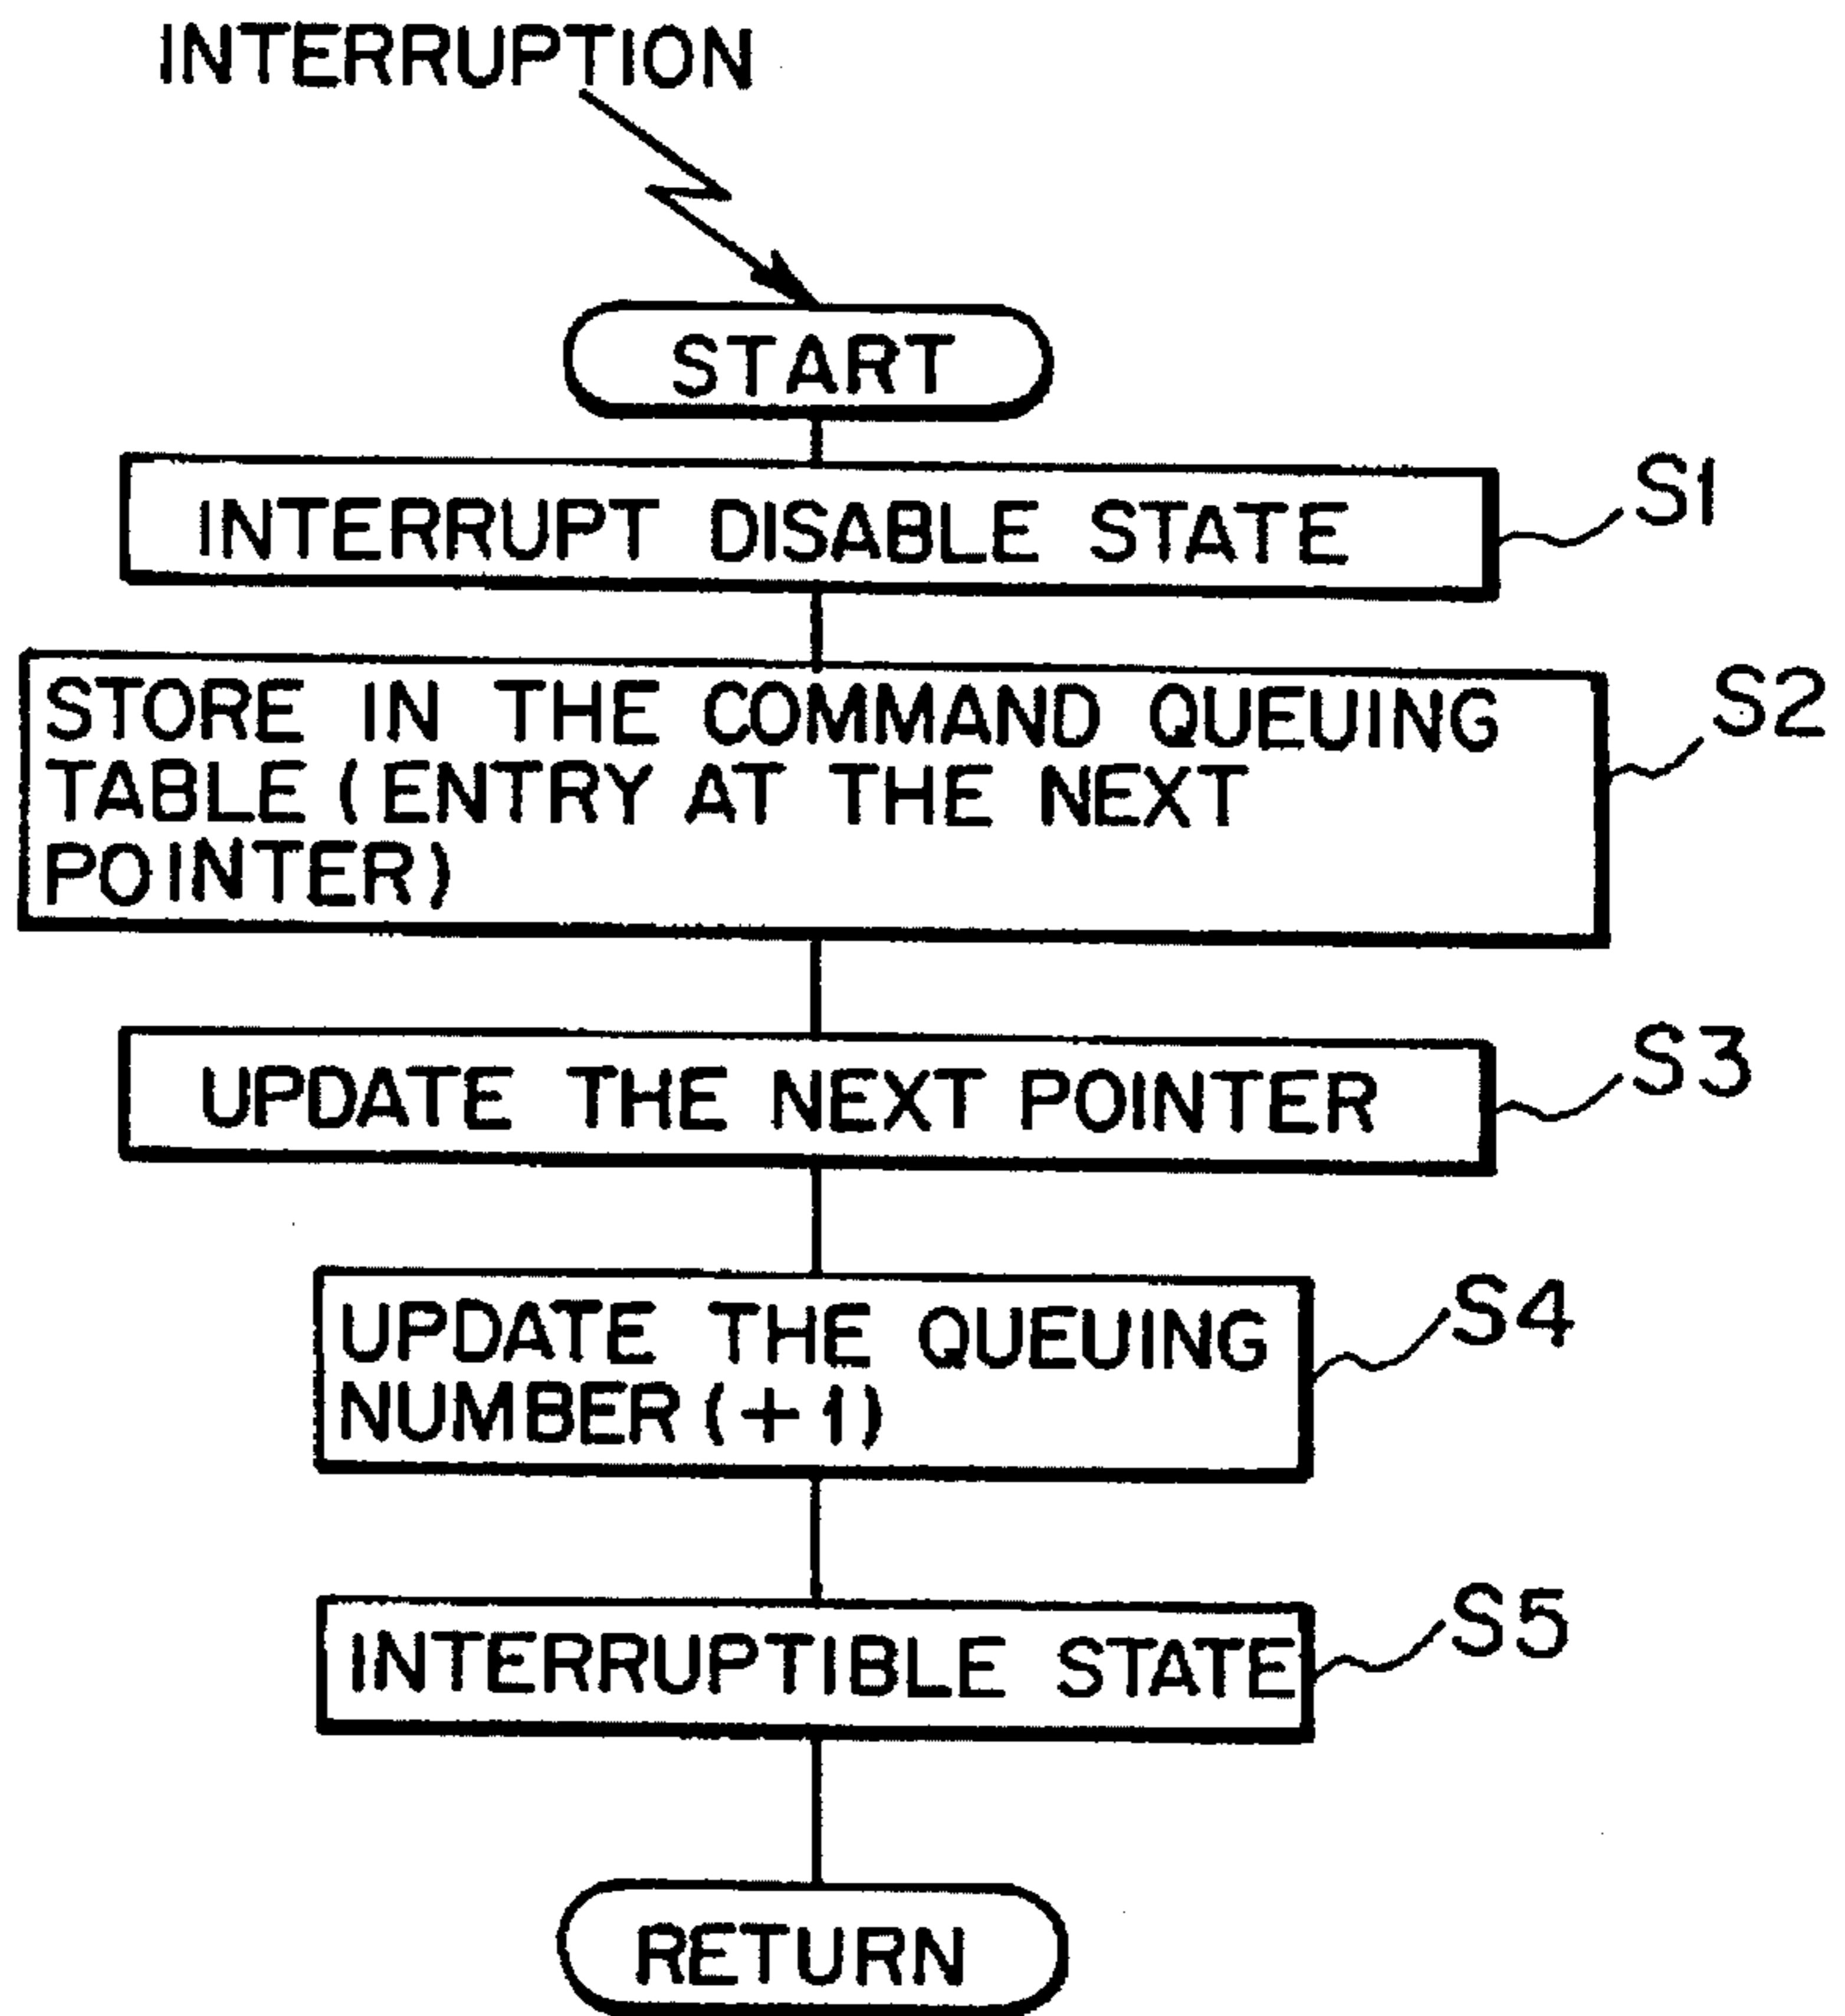 INTERRUPTION
START
INTERRUPT DISABLE STATE
S1
STORE IN THE COMMAND QUEUING
TABLE (ENTRY AT THE NEXT
POINTER)
S2
UPDATE THE NEXT POINTER
S3
UPDATE THE QUEUING
NUMBER (+1)
S4
INTERRUPTIBLE STATE
S5
RETURN